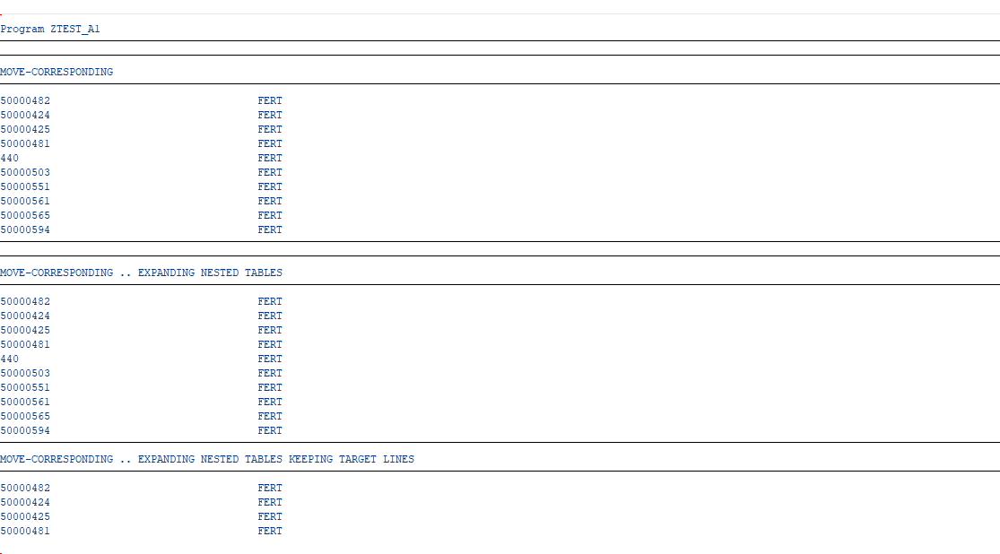 Program ZTEST_A1
MOVE-CORRESPONDING
50000482 FERT
50000424 FERT
50000425 FERT
50000481 FERT
440 FERT
50000503 FERT
50000551 FERT
50000561 FERT
50000565 FERT
50000594 FERT
MOVE-CORRESPONDING .. EXPANDING NESTED TABLES
50000482 FERT
50000424 FERT
50000425 FERT
50000481 FERT
440 FERT
50000503 FERT
50000551 FERT
50000561 FERT
50000565 FERT
50000594 FERT
MOVE-CORRESPONDING .. EXPANDING NESTED TABLES KEEPING TARGET LINES
50000482 FERT
50000424 FERT
50000425 FERT
50000481 FERT